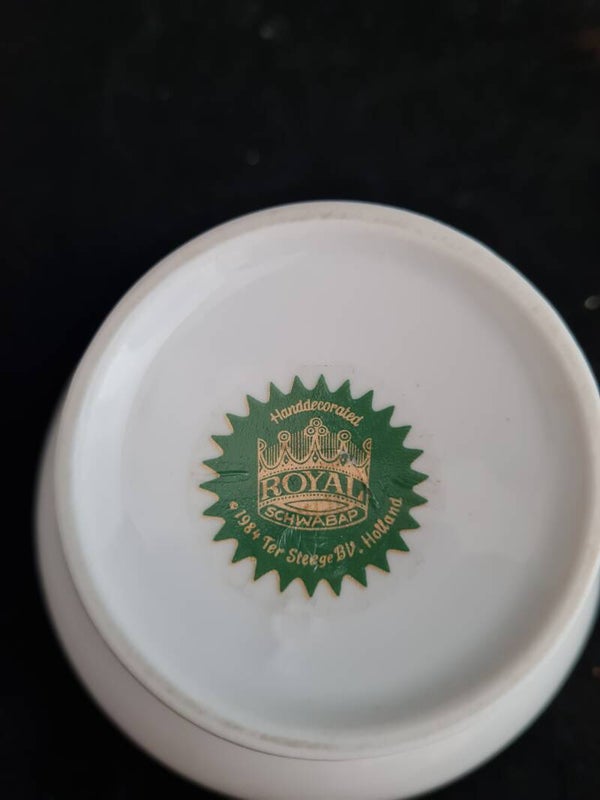 Handdecorated
ROYAL
SCHWABAP
© 1984 Ter Steege BV. Holland